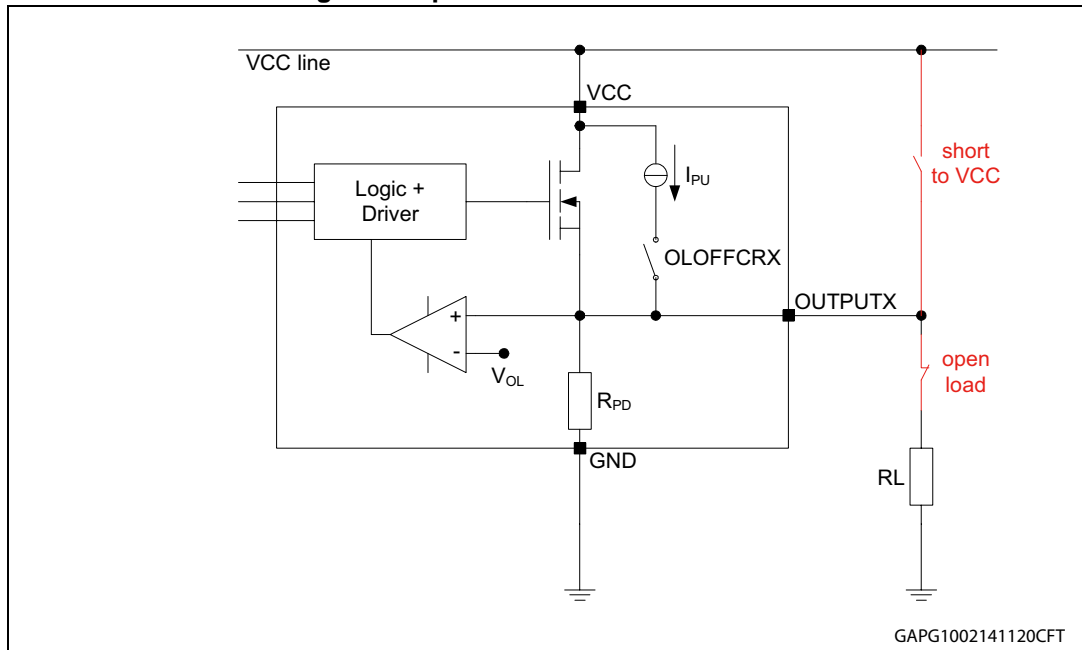 VCC line
VCC
short
to VCC
Logic +
Driver
IPU
OLOFFCRX
OUTPUTX
+
-
VOL
open
load
RPD
GND
RL
GAPG1002141120CFT